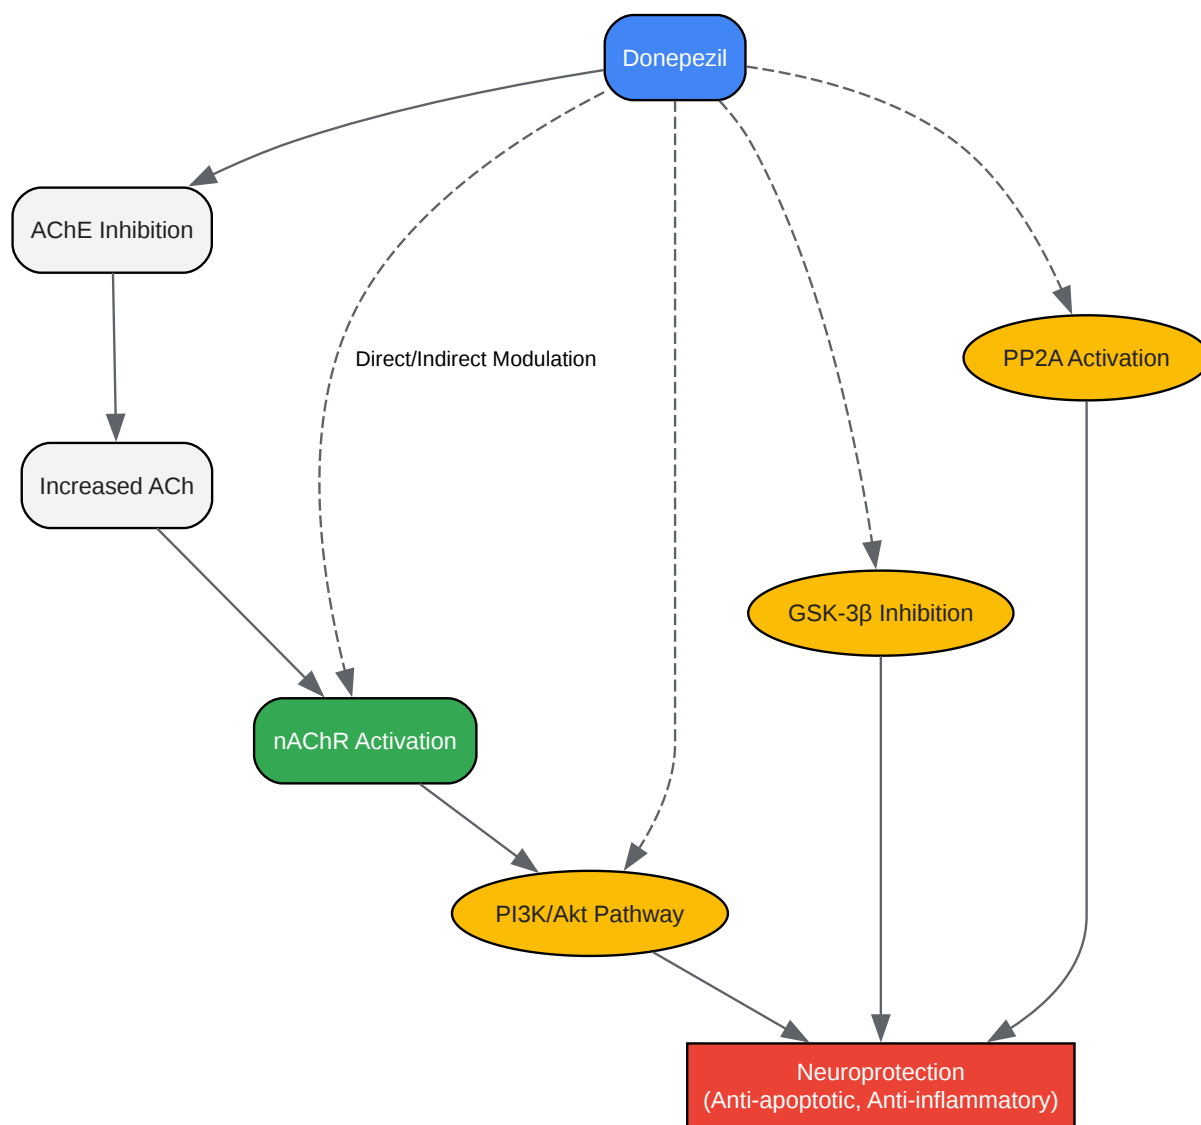 Donepezil
AChE Inhibition
Direct/Indirect Modulation
PP2A Activation
Increased ACh
GSK-3β Inhibition
nAChR Activation
PI3K/Akt Pathway
Neuroprotection
(Anti-apoptotic, Anti-inflammatory)